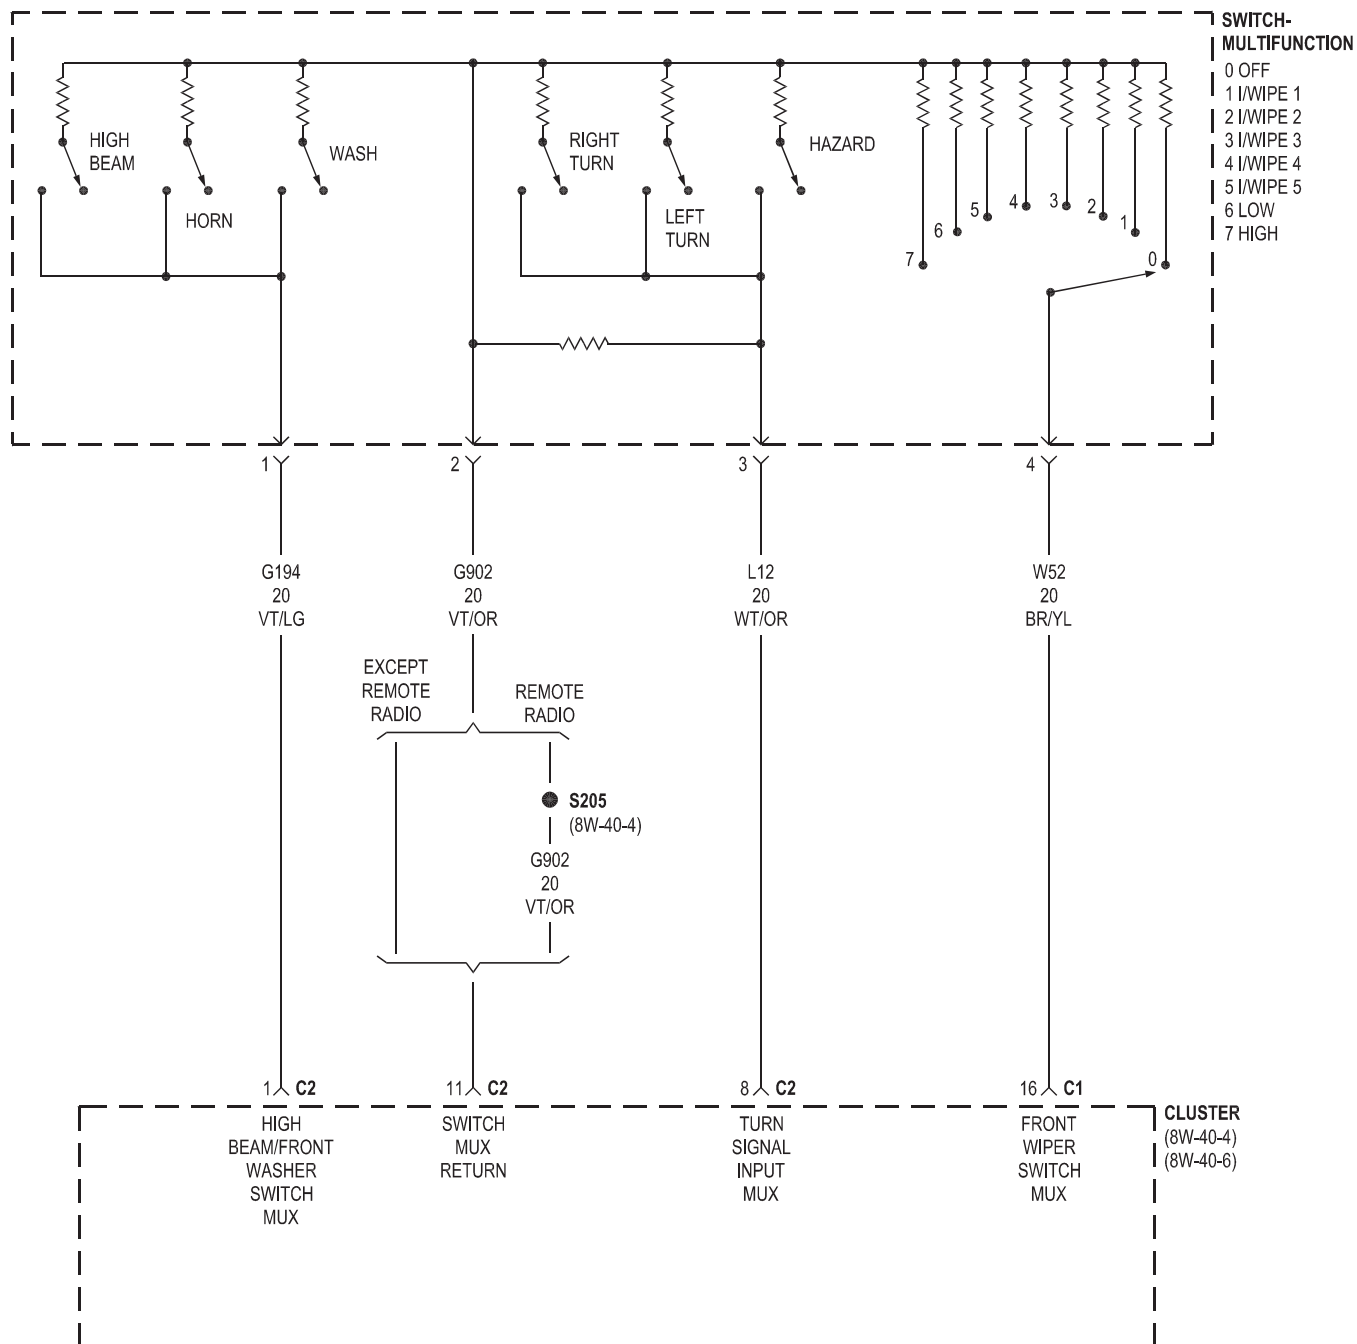 SWITCH-
MULTIFUNCTION
0 OFF
1 I/WIPE 1
2 I/WIPE 2
3 I/WIPE 3
4 I/WIPE 4
5 I/WIPE 5
6 LOW
7 HIGH
HIGH
BEAM
HORN
WASH
RIGHT
TURN
LEFT
TURN
HAZARD
7
6
5
4
3
2
1
0
1
2
3
4
G194
20
VT/LG
G902
20
VT/OR
L12
20
WT/OR
W52
20
BR/YL
EXCEPT
REMOTE
RADIO
REMOTE
RADIO
S205
(8W-40-4)
G902
20
VT/OR
1 C2
11 C2
8 C2
16 C1
HIGH
BEAM/FRONT
WASHER
SWITCH
MUX
SWITCH
MUX
RETURN
TURN
SIGNAL
INPUT
MUX
FRONT
WIPER
SWITCH
MUX
CLUSTER
(8W-40-4)
(8W-40-6)